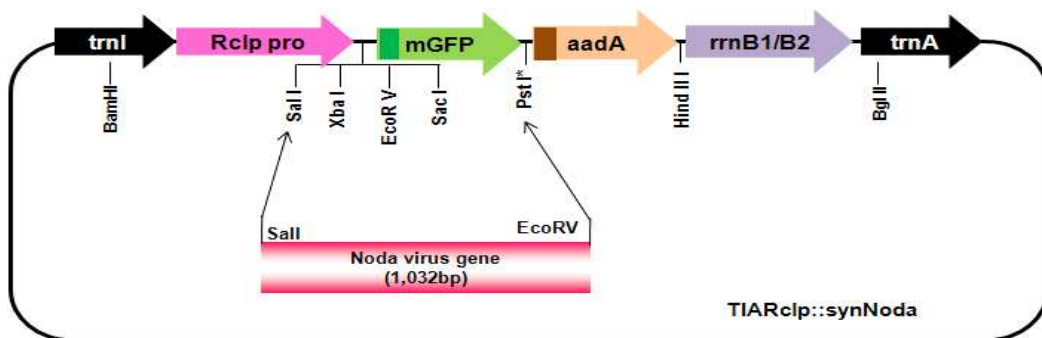 trnI Rclp pro mGFP aadA rrnB1/B2 trnA
BamHI
Sal I
Xba I
EcoR V
Sac I
Pst I*
Hind II I
Bgl II
SalI EcoRV
Noda virus gene
(1,032bp)
TIARclp::synNoda